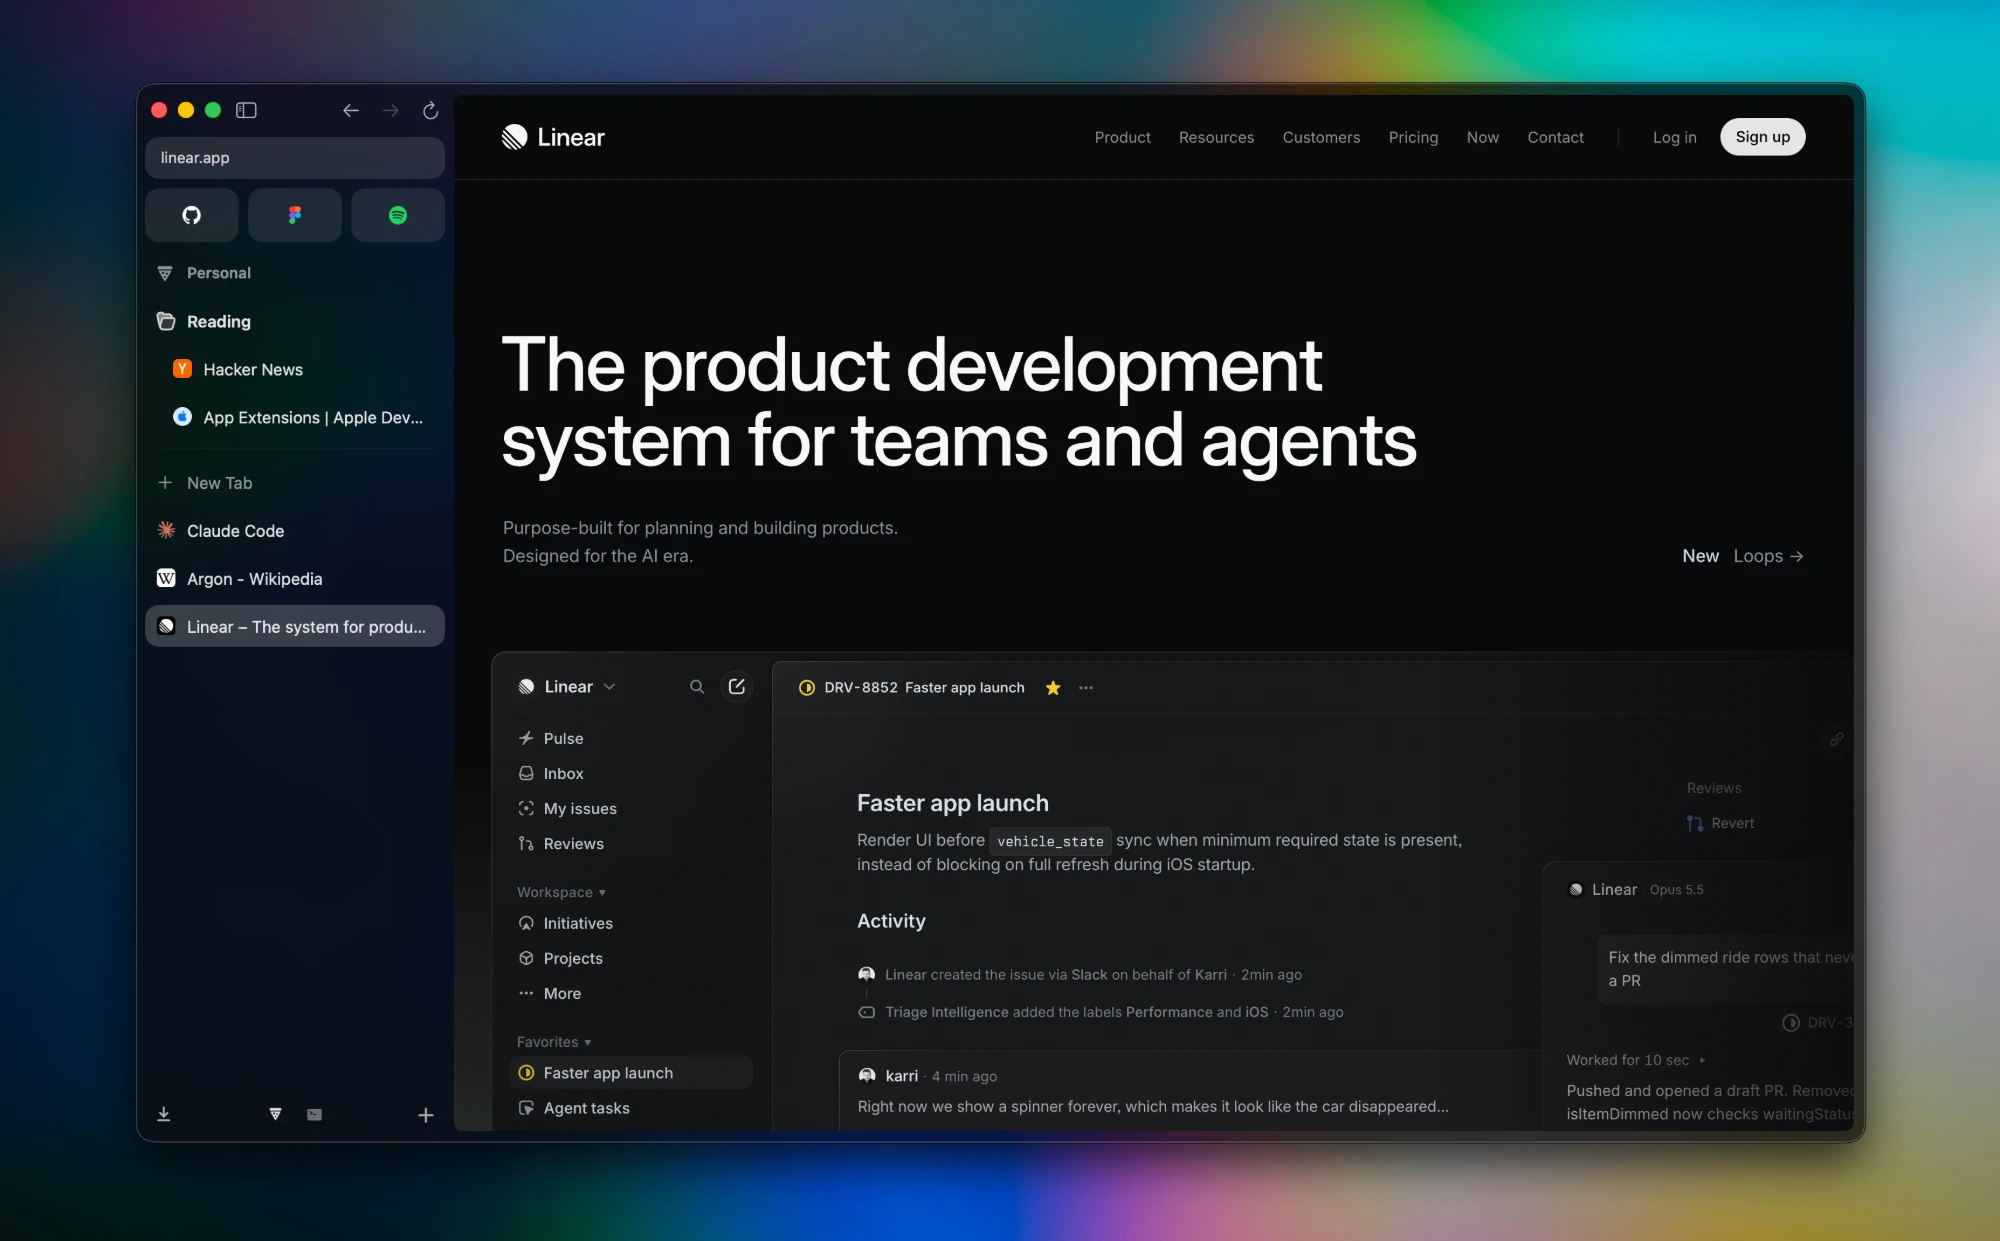 linear.app
Personal
Reading
Hacker News
App Extensions | Apple Dev...
New Tab
Claude Code
Argon - Wikipedia
Linear – The system for produ...
Linear
Product
Resources
Customers
Pricing
Now
Contact
Log in
Sign up
The product development
system for teams and agents
Purpose-built for planning and building products.
Designed for the AI era.
New Loops →
Linear
Pulse
Inbox
My issues
Reviews
Workspace
Initiatives
Projects
More
Favorites
Faster app launch
Agent tasks
DRV-8852 Faster app launch
Faster app launch
Render UI before vehicle_state sync when minimum required state is present,
instead of blocking on full refresh during iOS startup.
Activity
Linear created the issue via Slack on behalf of Karri · 2min ago
Triage Intelligence added the labels Performance and iOS · 2min ago
karri · 4 min ago
Right now we show a spinner forever, which makes it look like the car disappeared...
Reviews
Revert
Linear Opus 5.5
Fix the dimmed ride rows that neve
a PR
DRV-3
Worked for 10 sec
Pushed and opened a draft PR. Removed
isItemDimmed now checks waitingStatus